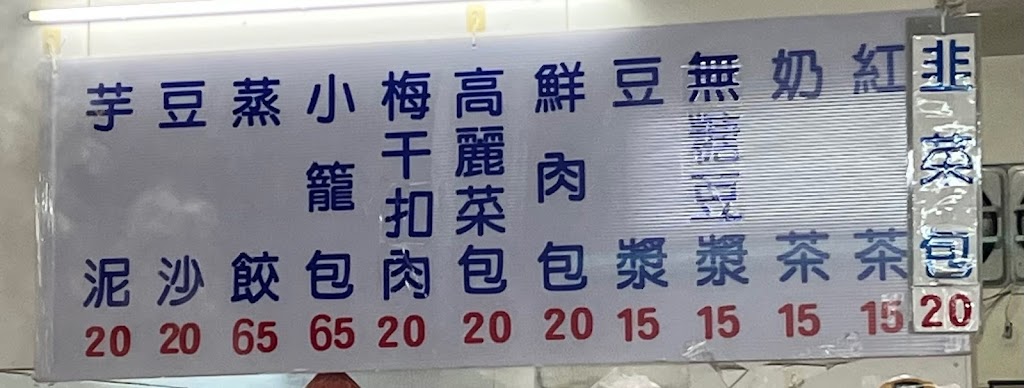 韭菜包 20
紅茶 15
奶茶 15
無糖豆漿 15
豆漿 15
鮮肉包 20
高麗菜包 20
梅干扣肉 20
小籠包 65
蒸餃 65
豆沙 20
芋泥 20